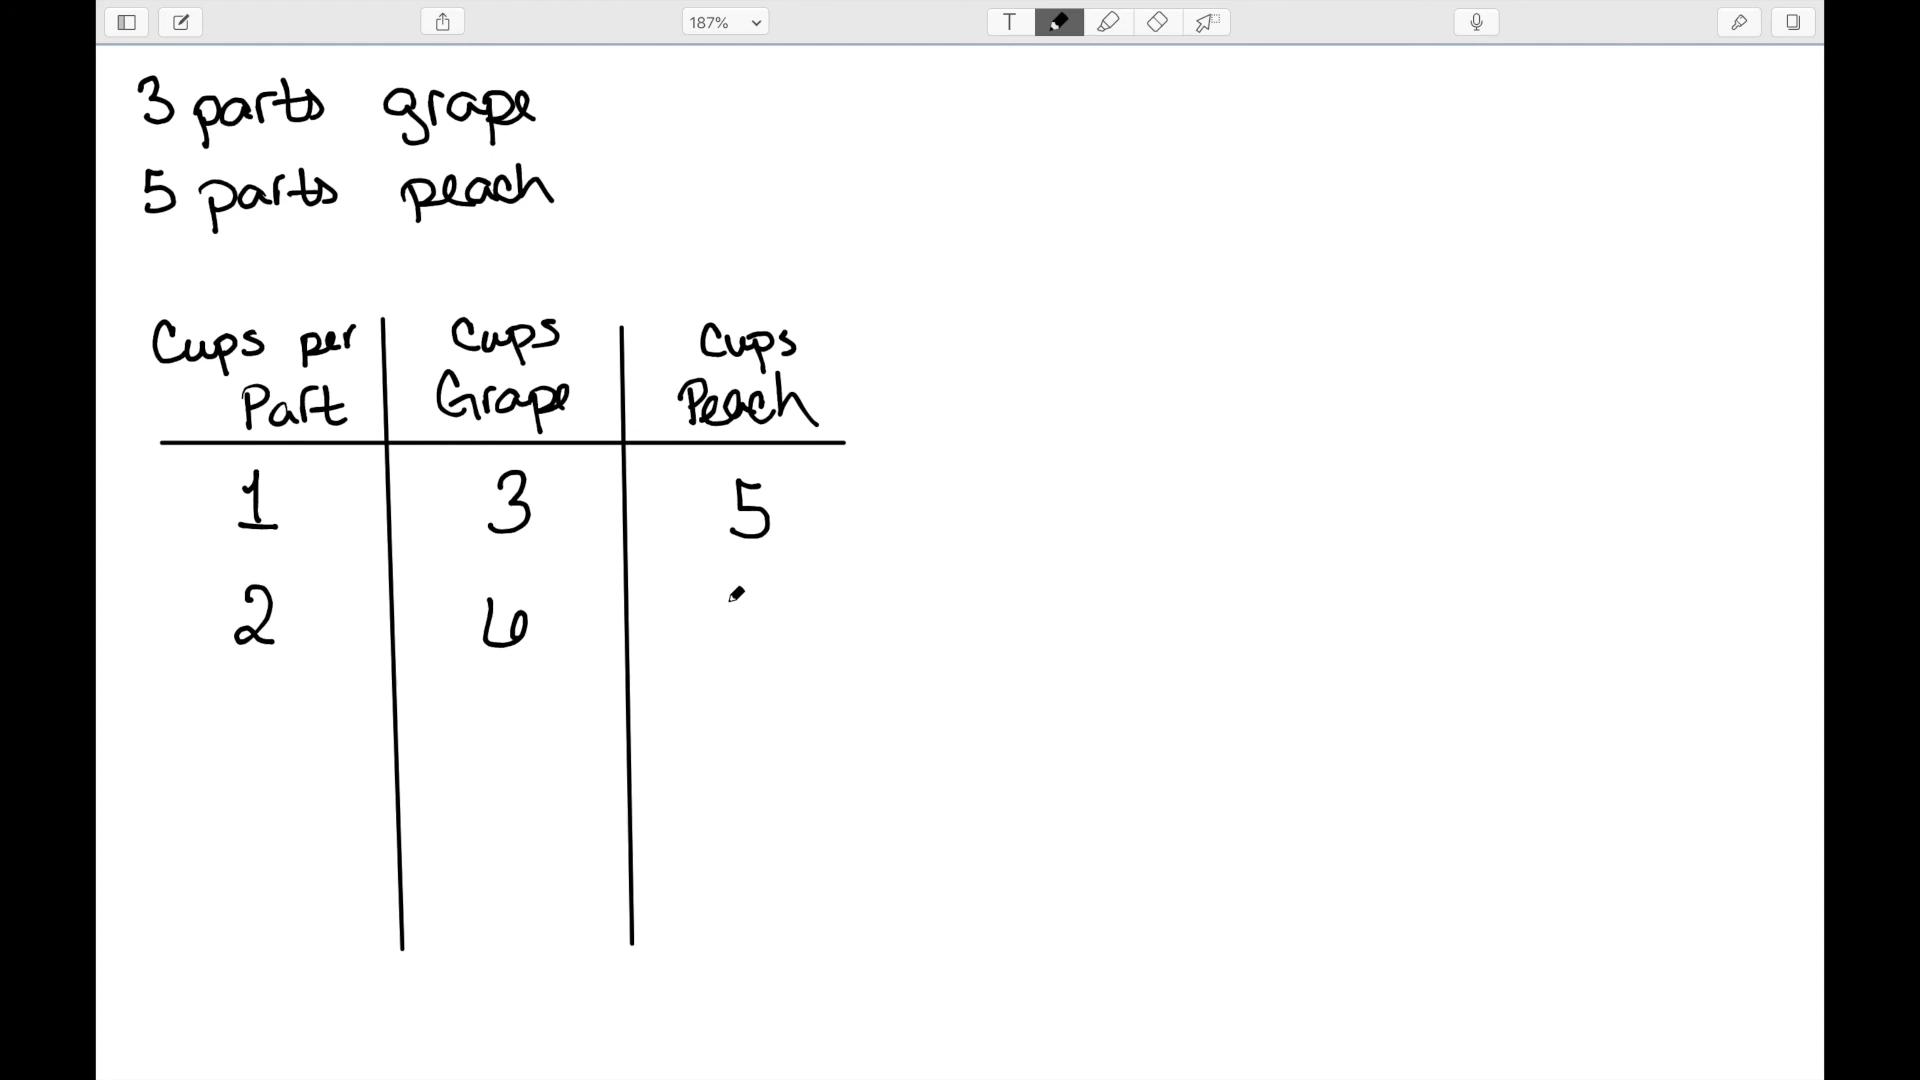 187%
T
3 parts grape
5 parts peach
Cups per Part
Cups Grape
Cups Peach
1 3 5
2 6